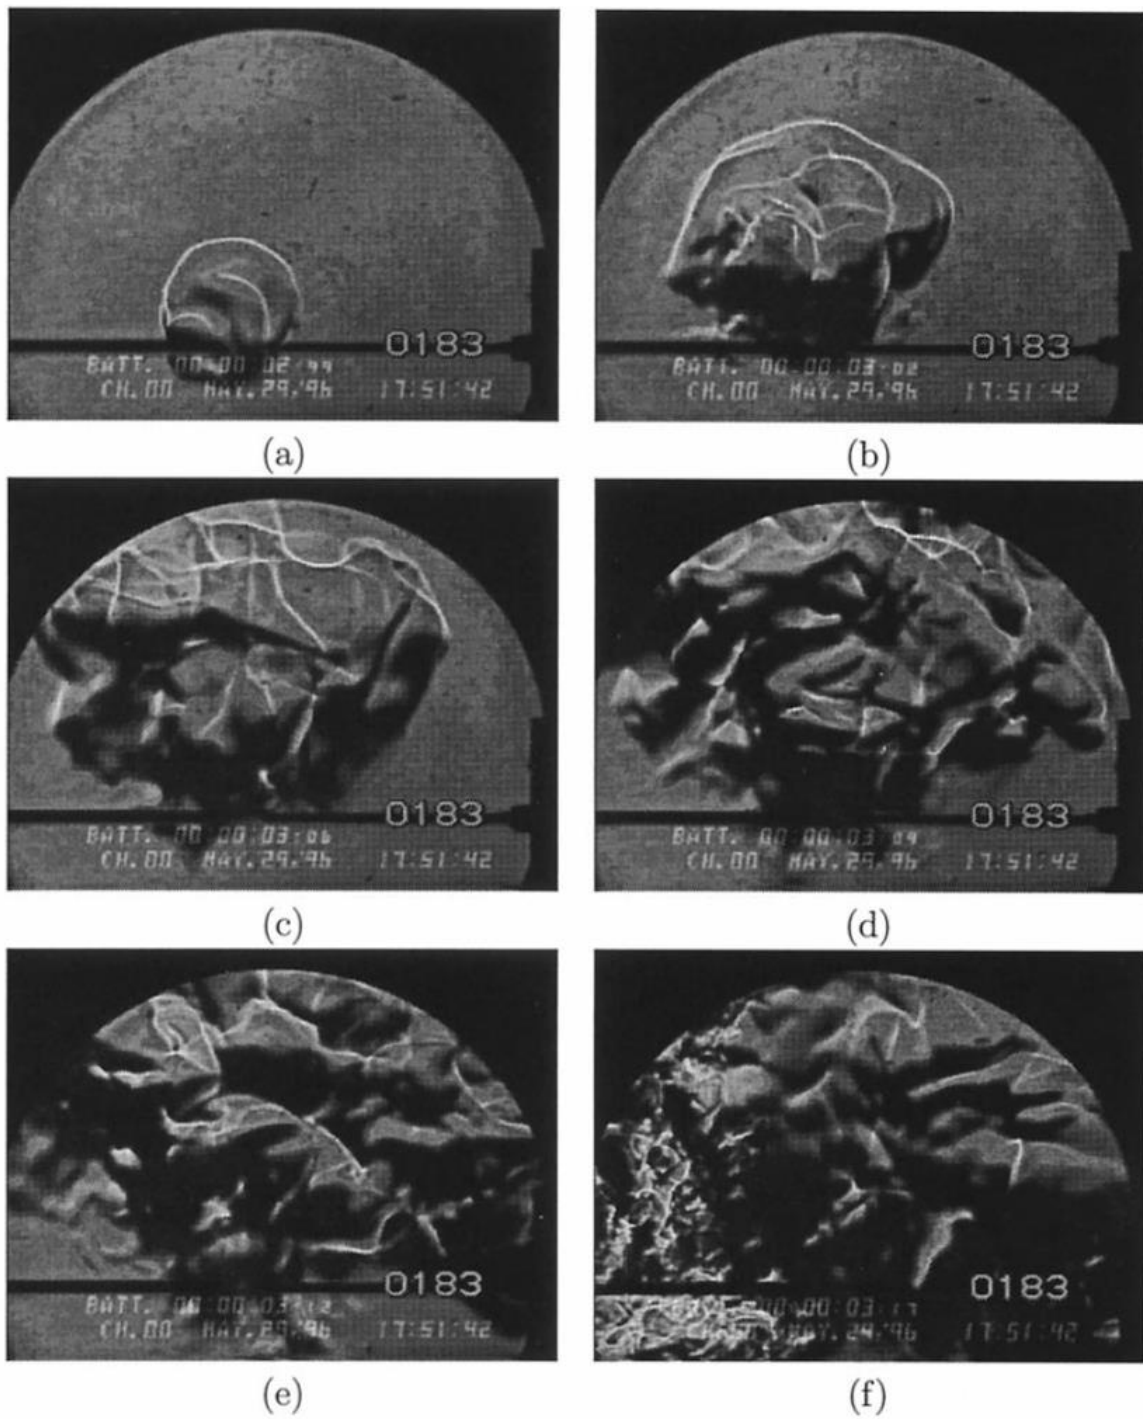 0183
BATT. 00:00:02:44
CH.00 MAY.29,'96 17:51:42
(a)
0183
BATT. 00:00:03:02
CH.00 MAY.29,'96 17:51:42
(b)
0183
BATT. 00:00:03:06
CH.00 MAY.29,'96 17:51:42
(c)
0183
BATT. 00:00:03:09
CH.00 MAY.29,'96 17:51:42
(d)
0183
BATT. 00:00:03:12
CH.00 MAY.29,'96 17:51:42
(e)
0183
00:00:03:17
MAY.29,'96 17:51:42
(f)